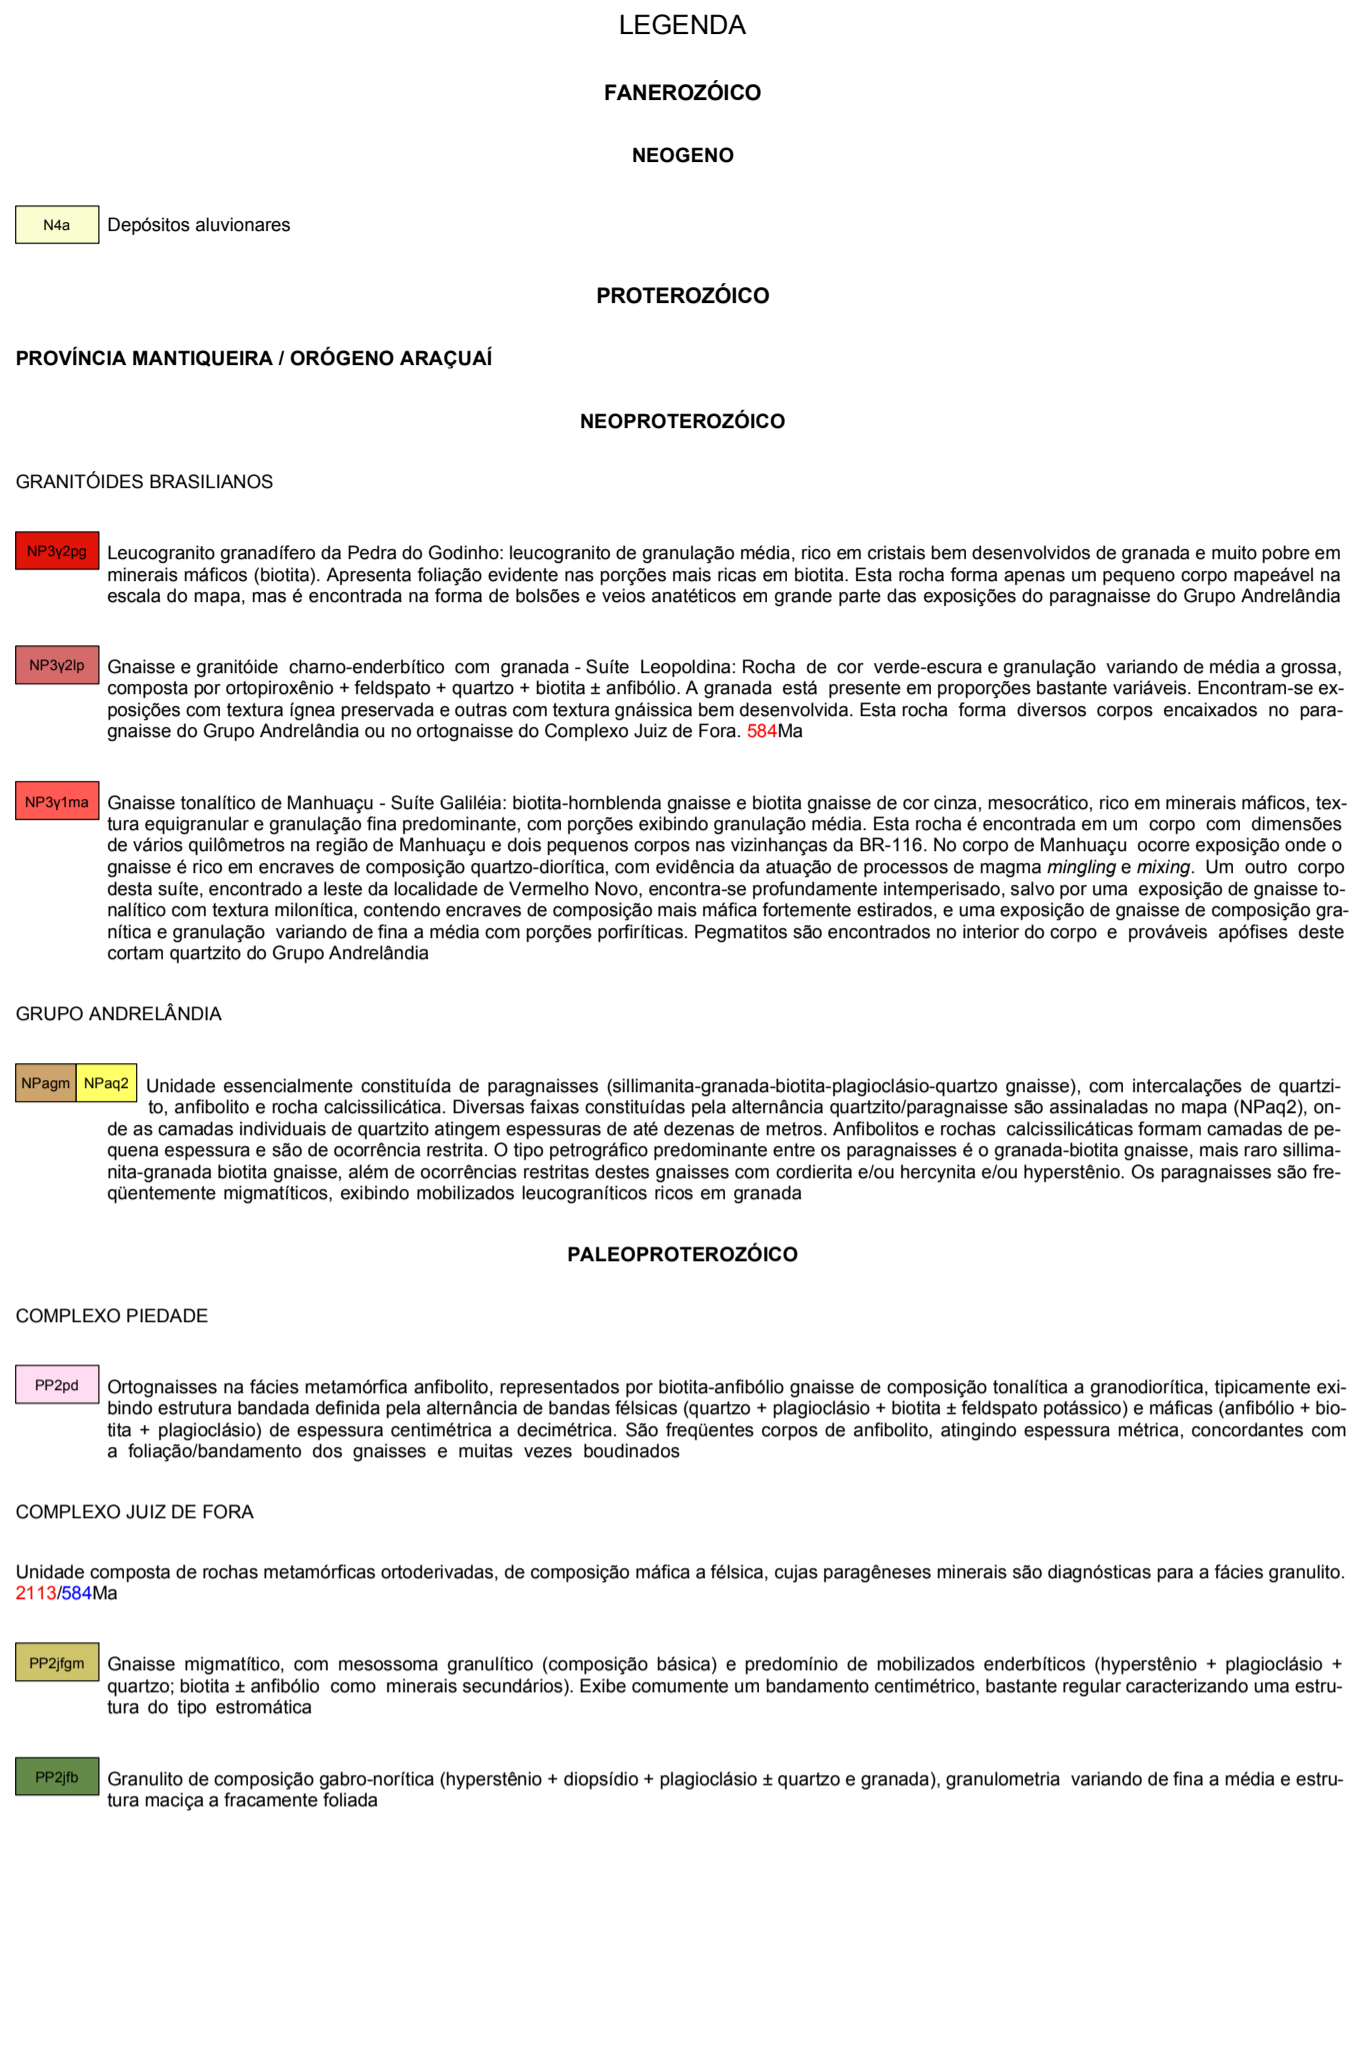 LEGENDA
FANEROZÓICO
NEOGENO
N4a
Depósitos aluvionares
PROTEROZÓICO
PROVÍNCIA MANTIQUEIRA / ORÓGENO ARAÇUAÍ
NEOPROTEROZÓICO
GRANITÓIDES BRASILIANOS
NP3γ2pg
Leucogranito granadífero da Pedra do Godinho: leucogranito de granulação média, rico em cristais bem desenvolvidos de granada e muito pobre em
minerais máficos (biotita). Apresenta foliação evidente nas porções mais ricas em biotita. Esta rocha forma apenas um pequeno corpo mapeável na
escala do mapa, mas é encontrada na forma de bolsões e veios anatéticos em grande parte das exposições do paragnaisse do Grupo Andrelândia
NP3γ2lp
Gnaisse e granitóide charno-enderbítico com granada - Suíte Leopoldina: Rocha de cor verde-escura e granulação variando de média a grossa,
composta por ortopiroxênio + feldspato + quartzo + biotita ± anfibólio. A granada está presente em proporções bastante variáveis. Encontram-se ex-
posições com textura ígnea preservada e outras com textura gnáissica bem desenvolvida. Esta rocha forma diversos corpos encaixados no para-
gnaisse do Grupo Andrelândia ou no ortognaisse do Complexo Juiz de Fora. 584Ma
NP3γ1ma
Gnaisse tonalítico de Manhuaçu - Suíte Galiléia: biotita-hornblenda gnaisse e biotita gnaisse de cor cinza, mesocrático, rico em minerais máficos, tex-
tura equigranular e granulação fina predominante, com porções exibindo granulação média. Esta rocha é encontrada em um corpo com dimensões
de vários quilômetros na região de Manhuaçu e dois pequenos corpos nas vizinhanças da BR-116. No corpo de Manhuaçu ocorre exposição onde o
gnaisse é rico em encraves de composição quartzo-diorítica, com evidência da atuação de processos de magma mingling e mixing. Um outro corpo
desta suíte, encontrado a leste da localidade de Vermelho Novo, encontra-se profundamente intemperisado, salvo por uma exposição de gnaisse to-
nalítico com textura milonítica, contendo encraves de composição mais máfica fortemente estirados, e uma exposição de gnaisse de composição gra-
nítica e granulação variando de fina a média com porções porfiríticas. Pegmatitos são encontrados no interior do corpo e prováveis apófises deste
cortam quartzito do Grupo Andrelândia
GRUPO ANDRELÂNDIA
NPagm NPaq2
Unidade essencialmente constituída de paragnaisses (sillimanita-granada-biotita-plagioclásio-quartzo gnaisse), com intercalações de quartzi-
to, anfibolito e rocha calcissilicática. Diversas faixas constituídas pela alternância quartzito/paragnaisse são assinaladas no mapa (NPaq2), on-
de as camadas individuais de quartzito atingem espessuras de até dezenas de metros. Anfibolitos e rochas calcissilicáticas formam camadas de pe-
quena espessura e são de ocorrência restrita. O tipo petrográfico predominante entre os paragnaisses é o granada-biotita gnaisse, mais raro sillima-
nita-granada biotita gnaisse, além de ocorrências restritas destes gnaisses com cordierita e/ou hercynita e/ou hyperstênio. Os paragnaisses são fre-
qüentemente migmatíticos, exibindo mobilizados leucograníticos ricos em granada
PALEOPROTEROZÓICO
COMPLEXO PIEDADE
PP2pd
Ortognaisses na fácies metamórfica anfibolito, representados por biotita-anfibólio gnaisse de composição tonalítica a granodiorítica, tipicamente exi-
bindo estrutura bandada definida pela alternância de bandas félsicas (quartzo + plagioclásio + biotita ± feldspato potássico) e máficas (anfibólio + bio-
tita + plagioclásio) de espessura centimétrica a decimétrica. São freqüentes corpos de anfibolito, atingindo espessura métrica, concordantes com
a foliação/bandamento dos gnaisses e muitas vezes boudinados
COMPLEXO JUIZ DE FORA
Unidade composta de rochas metamórficas ortoderivadas, de composição máfica a félsica, cujas paragêneses minerais são diagnósticas para a fácies granulito.
2113/584Ma
PP2jfgm
Gnaisse migmatítico, com mesossoma granulítico (composição básica) e predomínio de mobilizados enderbíticos (hyperstênio + plagioclásio +
quartzo; biotita ± anfibólio como minerais secundários). Exibe comumente um bandamento centimétrico, bastante regular caracterizando uma estru-
tura do tipo estromática
PP2jfb
Granulito de composição gabro-norítica (hyperstênio + diopsídio + plagioclásio ± quartzo e granada), granulometria variando de fina a média e estru-
tura maciça a fracamente foliada